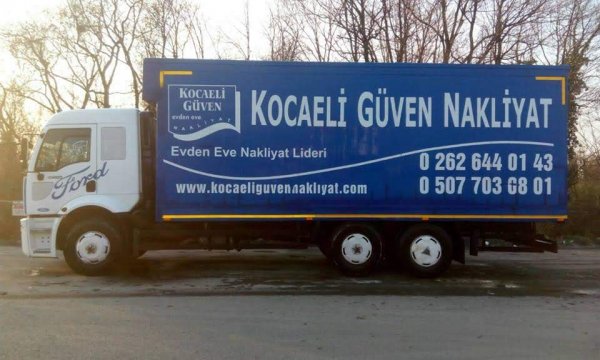 KOCAELİ
GÜVEN
evden eve
NAKLİYAT
KOCAELİ GÜVEN NAKLİYAT
Evden Eve Nakliyat Lideri
0 262 644 01 43
www.kocaeliguvennakliyat.com
0 507 703 68 01
Ford